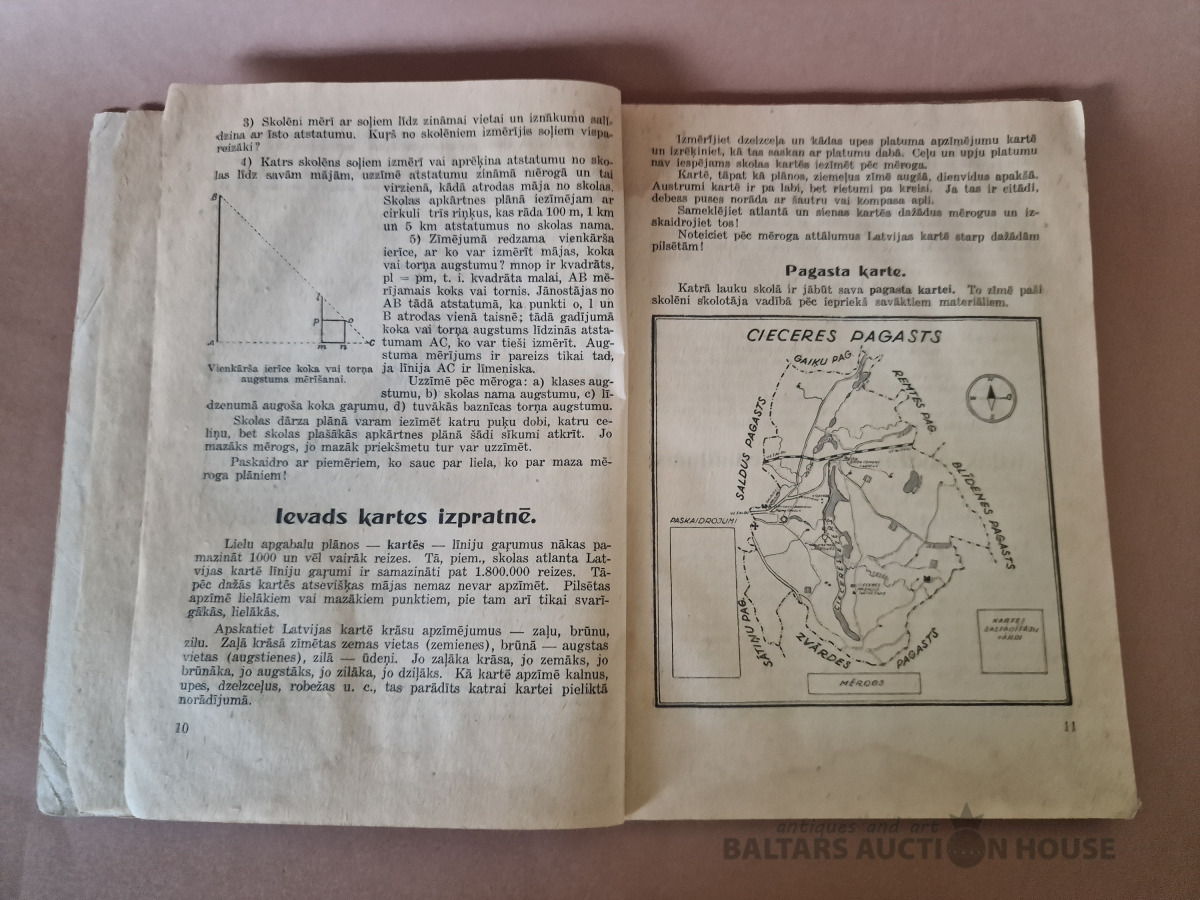 3) Skolēni mērī ar soļiem līdz zināmai vietai un iznākumu salī-
dzina ar īsto atstatumu. Kuŗš no skolēniem izmērījis soļiem vispa-
reizāki?
4) Katrs skolēns soļiem izmērī vai aprēķina atstatumu no sko-
las līdz savām mājām, uzzīmē atstatumu zināmā mērogā un tai
virzienā, kādā atrodas māja no skolas.
Skolas apkārtnes plānā iezīmējam ar
cirkuli trīs riņķus, kas rāda 100 m, 1 km
un 5 km atstatumus no skolas nama.
5) Zīmējumā redzama vienkārša
ierīce, ar ko var izmērīt mājas, koka
vai torņa augstumu? mnop ir kvadrāts,
pl = pm, t. i. kvadrāta malai, AB mē-
rījamais koks vai tornis. Jānostājas no
AB tādā atstatumā, ka punkti o, l un
B atrodas vienā taisnē; tādā gadījumā
koka vai torņa augstums līdzinās atsta-
tumam AC, ko var tieši izmērīt. Aug-
stuma mērījums ir pareizs tikai tad,
ja līnija AC ir līmeniska.
B
l
P
o
A
m
n
C
Vienkārša ierīce koka vai torņa
augstuma mērīšanai.
Uzzīmē pēc mēroga: a) klases aug-
stumu, b) skolas nama augstumu, c) lī-
dzenumā augoša koka gaŗumu, d) tuvākās baznīcas torņa augstumu.
Skolas dārza plānā varam iezīmēt katru puķu dobi, katru ce-
liņu, bet skolas plašākās apkārtnes plānā šādi sīkumi atkrīt. Jo
mazāks mērogs, jo mazāk priekšmetu tur var uzzīmēt.
Paskaidro ar piemēriem, ko sauc par liela, ko par maza mē-
roga plāniem!
Ievads kartes izpratnē.
Lielu apgabalu plānos — kartēs — līniju gaŗumus nākas pa-
mazināt 1000 un vēl vairāk reizes. Tā, piem., skolas atlanta Lat-
vijas kartē līniju gaŗumi ir samazināti pat 1.800.000 reizes. Tā-
pēc dažās kartēs atsevišķas mājas nemaz nevar apzīmēt. Pilsētas
apzīmē lielākiem vai mazākiem punktiem, pie tam arī tikai svarī-
gākās, lielākās.
Apskatiet Latvijas kartē krāsu apzīmējumus — zaļu, brūnu,
zilu. Zaļā krāsā zīmētas zemas vietas (zemienes), brūnā — augstas
vietas (augstienes), zilā — ūdeņi. Jo zaļāka krāsa, jo zemāks, jo
brūnāka, jo augstāks, jo zilāka, jo dziļāks. Kā kartē apzīmē kalnus,
upes, dzelzceļus, robežas u. c., tas parādīts katrai kartei pieliktā
norādījumā.
10
Izmērījiet dzelzceļa un kādas upes platuma apzīmējumu kartē
un izrēķiniet, kā tas saskan ar platumu dabā. Ceļu un upju platumu
nav iespējams skolas kartēs iezīmēt pēc mēroga.
Kartē, tāpat kā plānos, ziemeļus zīmē augšā, dienvidus apakšā.
Austrumi kartē ir pa labi, bet rietumi pa kreisi. Ja tas ir citādi,
debess puses norāda ar šautru vai kompasa apli.
Sameklējiet atlantā un sienas kartēs dažādus mērogus un iz-
skaidrojiet tos!
Noteiciet pēc mēroga attālumus Latvijas kartē starp dažādām
pilsētām!
Pagasta karte.
Katrā lauku skolā ir jābūt sava pagasta kartei. To zīmē paši
skolēni skolotāja vadībā pēc iepriekš savāktiem materiāliem.
CIECERES PAGASTS
GAIĶU PAG.
REMTES PAG.
SALDUS PAGASTS
BLĪDENES PAGASTS
PASKAIDROJUMI
CIECERES EZERS
SATIŅU PAG.
ZVĀRDES PAGASTS
MĒROGS
KARTES
11
antiques and art
BALTARS AUCTION HOUSE